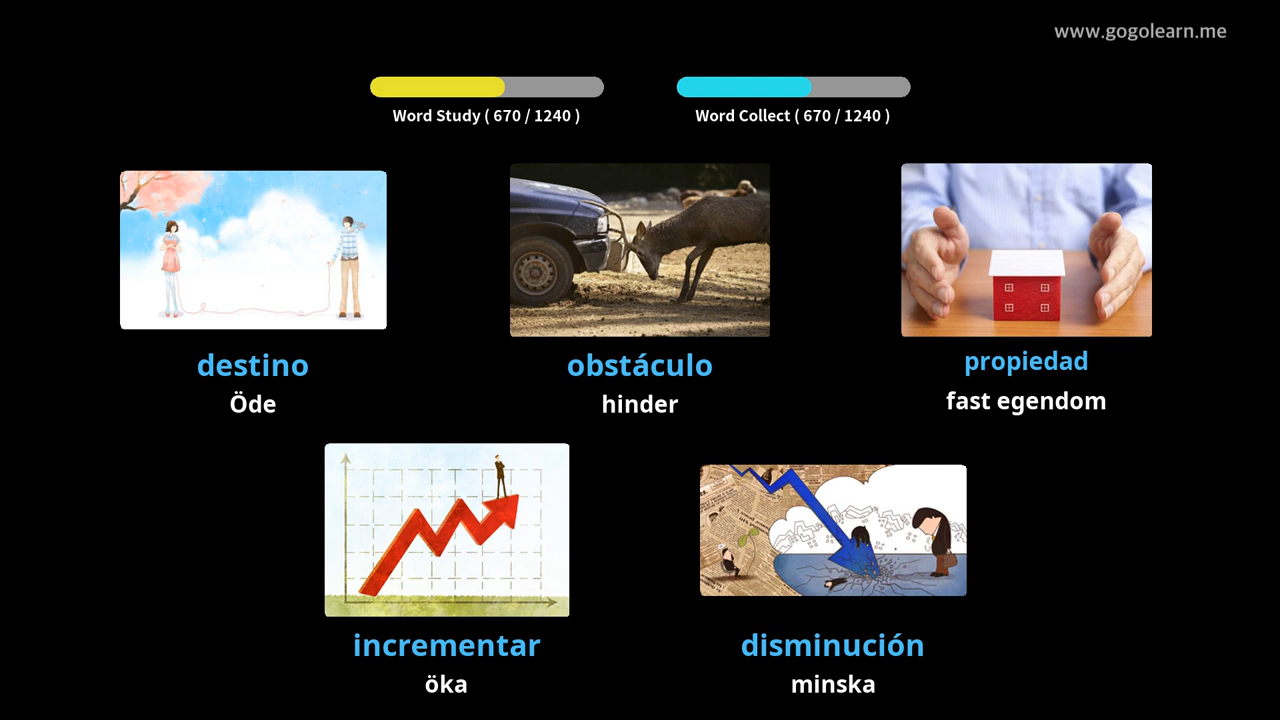 www.gogolearn.me
Word Study ( 670 / 1240 )
Word Collect ( 670 / 1240 )
destino
Öde
obstáculo
hinder
propiedad
fast egendom
incrementar
öka
disminución
minska